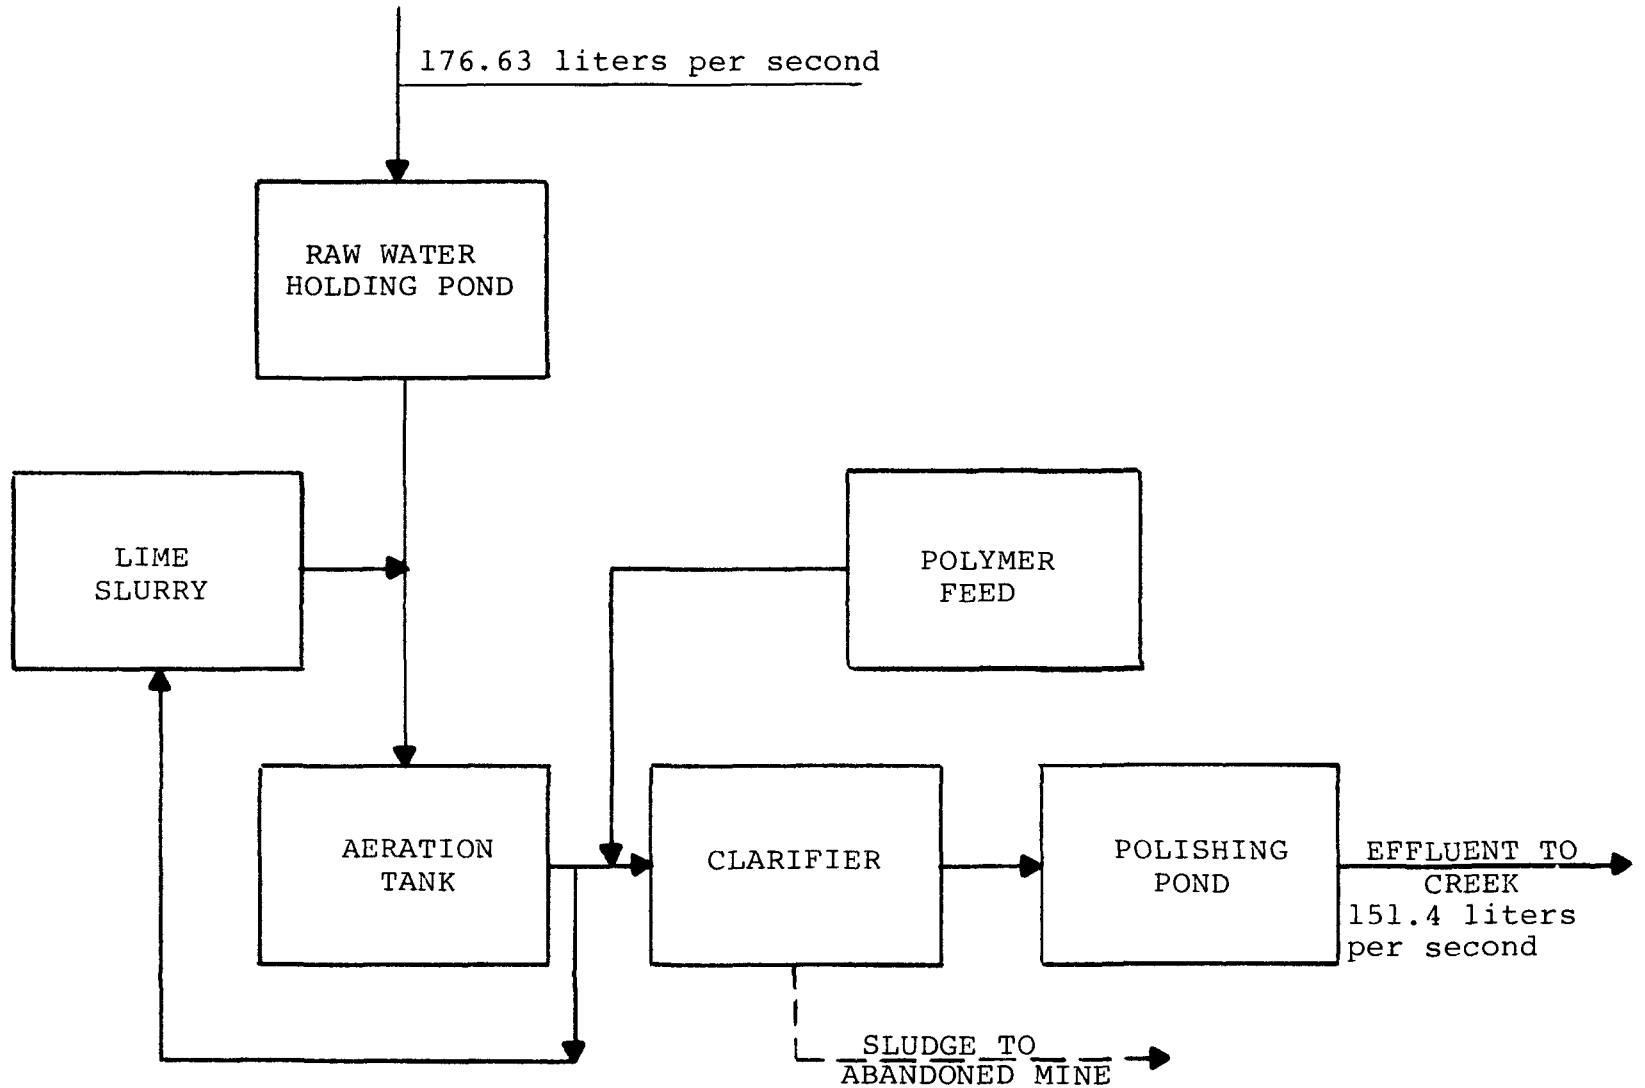 176.63 liters per second
RAW WATER
HOLDING POND
LIME
SLURRY
POLYMER
FEED
AERATION
TANK
CLARIFIER
POLISHING
POND
EFFLUENT TO
CREEK
151.4 liters
per second
SLUDGE TO
ABANDONED MINE